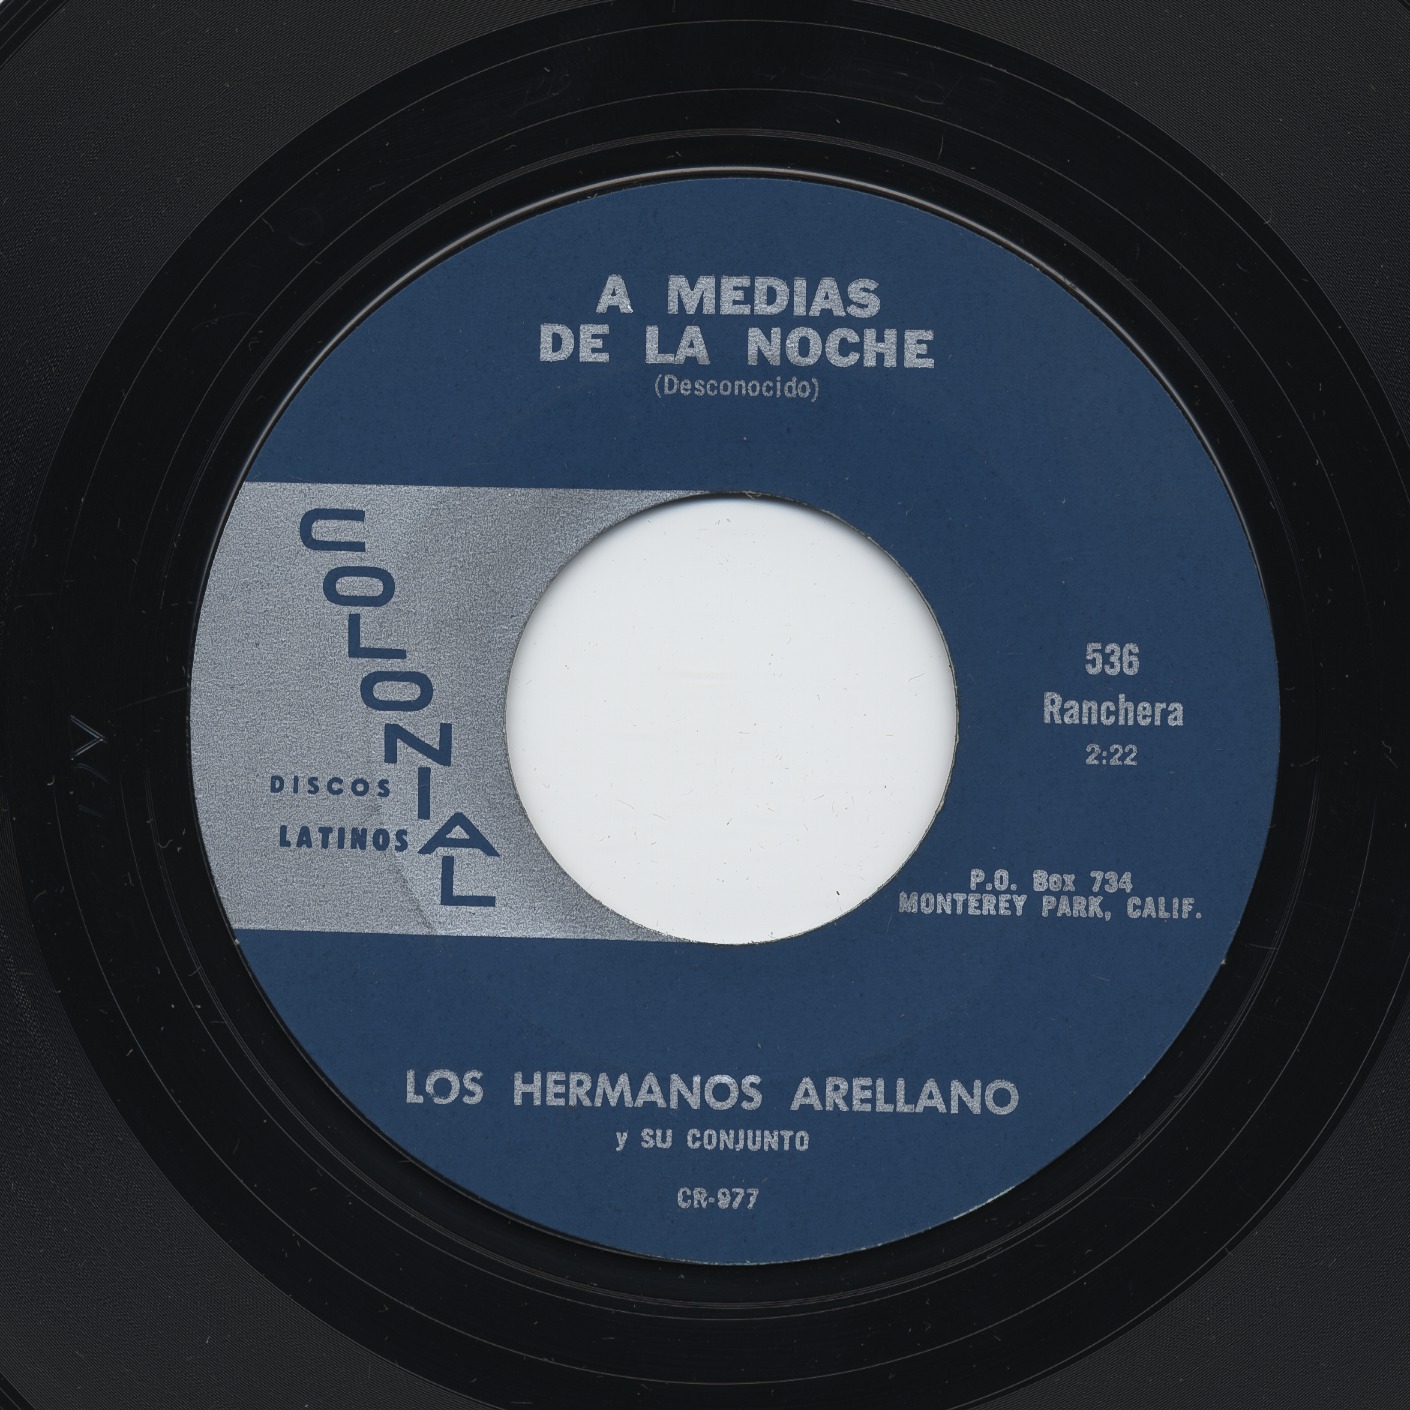 A MEDIAS
DE LA NOCHE
(Desconocido)
COLONIAL
DISCOS
LATINOS
536
Ranchera
2:22
P.O. Box 734
MONTEREY PARK, CALIF.
LOS HERMANOS ARELLANO
y SU CONJUNTO
CR-977